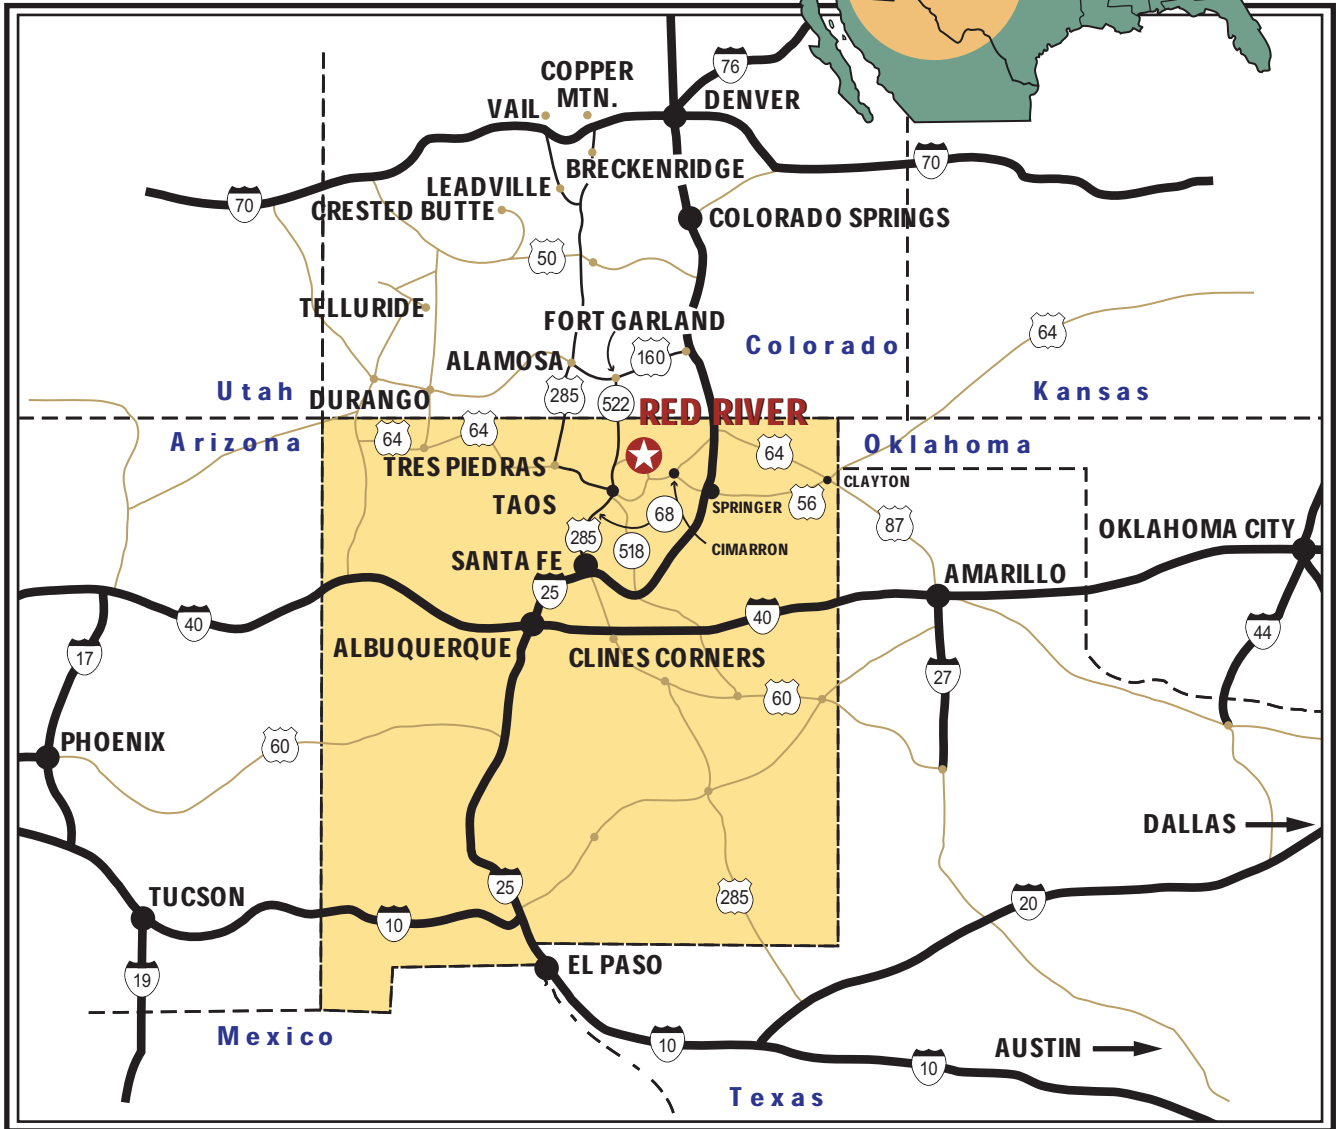 76
COPPER
MTN.
VAIL
DENVER
70
BRECKENRIDGE
LEADVILLE
70
CRESTED BUTTE
COLORADO SPRINGS
50
TELLURIDE
FORT GARLAND
64
Colorado
ALAMOSA
160
Utah
DURANGO
285
522
RED RIVER
Kansas
Arizona
64
64
64
Oklahoma
TRES PIEDRAS
CLAYTON
TAOS
68
SPRINGER
56
87
OKLAHOMA CITY
285
518
CIMARRON
SANTA FE
25
AMARILLO
40
40
44
17
ALBUQUERQUE
CLINES CORNERS
27
60
PHOENIX
60
DALLAS
TUCSON
25
285
20
10
EL PASO
19
Mexico
10
AUSTIN
10
Texas